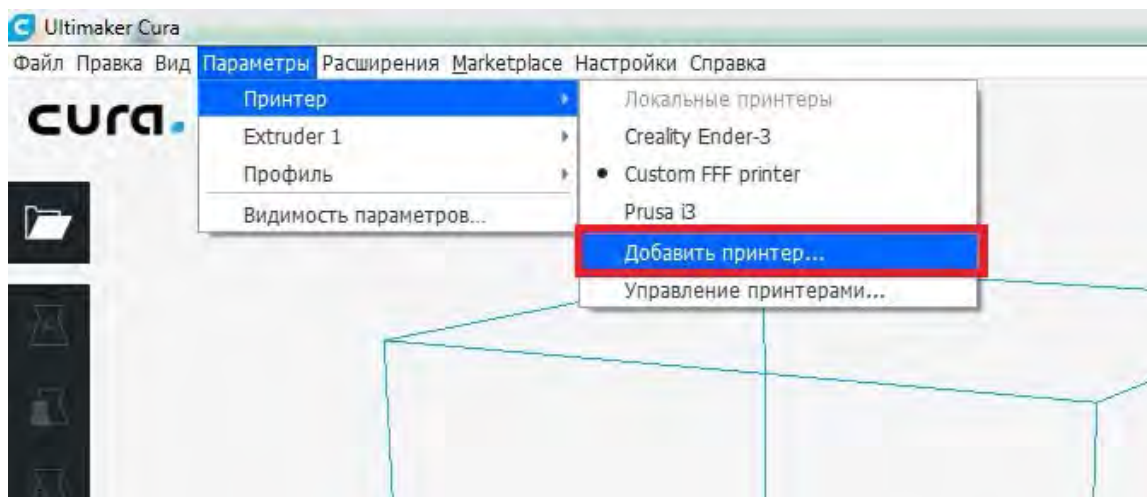 Ultimaker Cura
Файл Правка Вид Параметры Расширения Marketplace Настройки Справка
cura.
Принтер
Extruder 1
Профиль
Видимость параметров...
Локальные принтеры
Creality Ender-3
Custom FFF printer
Prusa i3
Добавить принтер...
Управление принтерами...